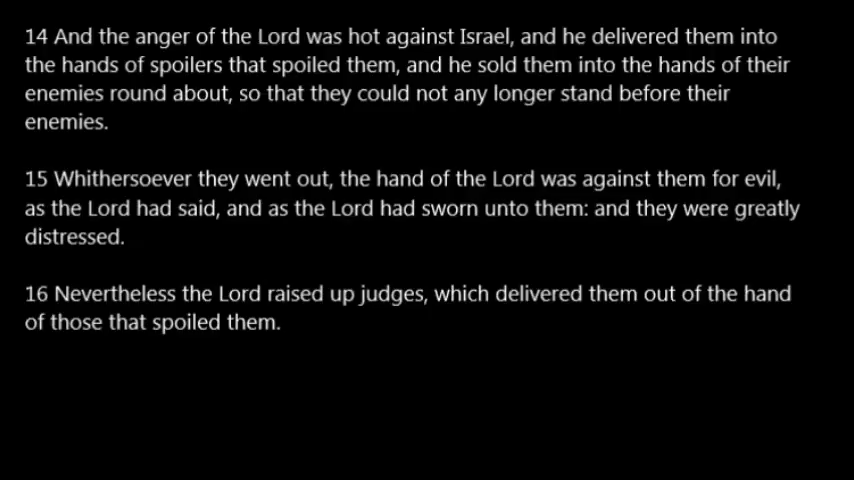 14 And the anger of the Lord was hot against Israel, and he delivered them into
the hands of spoilers that spoiled them, and he sold them into the hands of their
enemies round about, so that they could not any longer stand before their
enemies.
15 Whithersoever they went out, the hand of the Lord was against them for evil,
as the Lord had said, and as the Lord had sworn unto them: and they were greatly
distressed.
16 Nevertheless the Lord raised up judges, which delivered them out of the hand
of those that spoiled them.